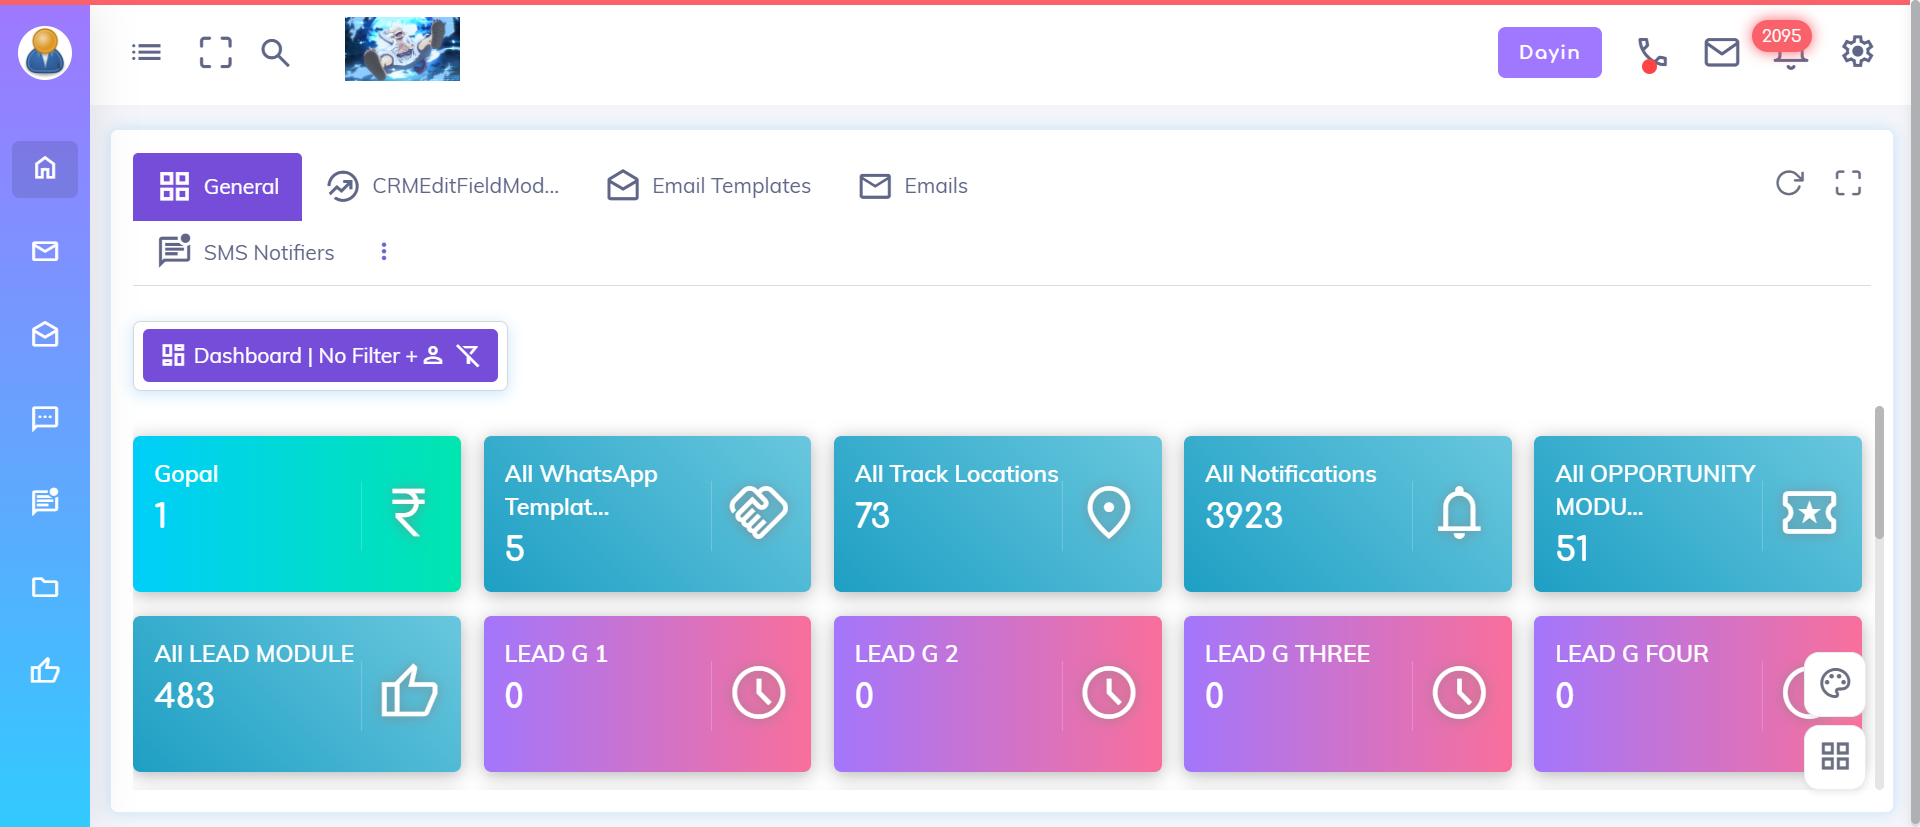 Dayin
2095
General
CRMEditFieldMod...
Email Templates
Emails
SMS Notifiers
Dashboard | No Filter +
Gopal
1
All WhatsApp
Templat...
5
All Track Locations
73
All Notifications
3923
All OPPORTUNITY
MODU...
51
All LEAD MODULE
483
LEAD G 1
0
LEAD G 2
0
LEAD G THREE
0
LEAD G FOUR
0